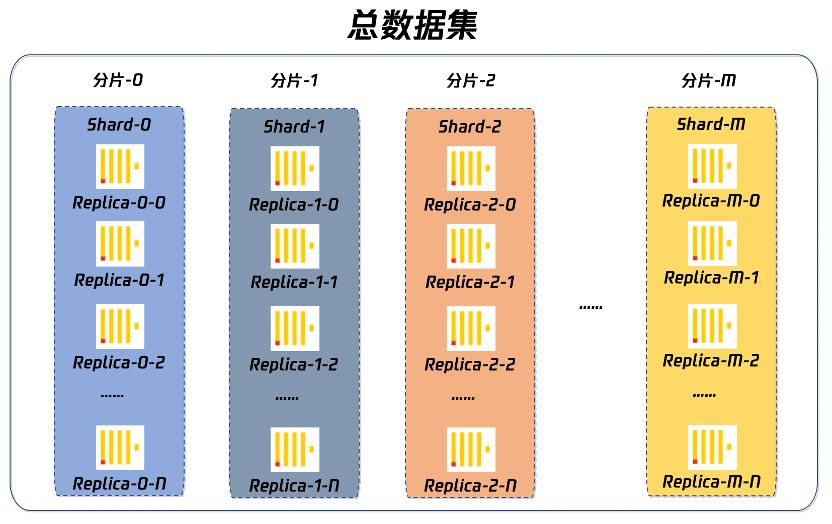 总数据集
分片-0
Shard-0
Replica-0-0
Replica-0-1
Replica-0-2
......
Replica-0-N
分片-1
Shard-1
Replica-1-0
Replica-1-1
Replica-1-2
......
Replica-1-N
分片-2
Shard-2
Replica-2-0
Replica-2-1
Replica-2-2
......
Replica-2-N
......
分片-M
Shard-M
Replica-M-0
Replica-M-1
Replica-M-2
......
Replica-M-N